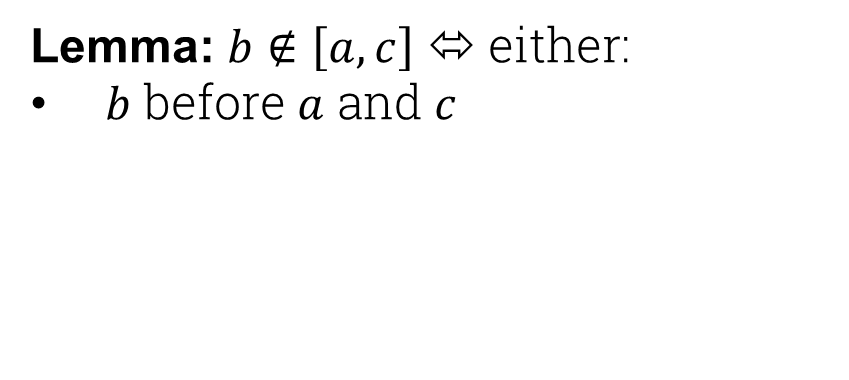 Lemma: b ∉ [a, c] ⇔ either:
• b before a and c